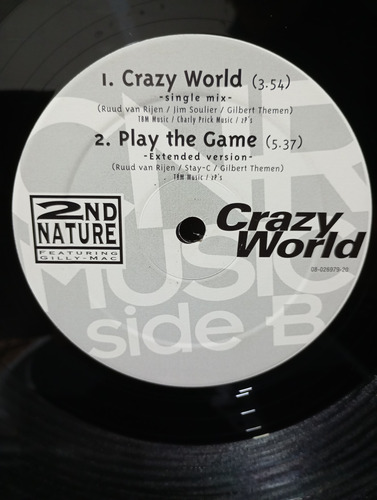 1. Crazy World (3:54)
-single mix-
(Ruud van Rijen / Jim Soulier / Gilbert Themen)
TBM Music / Charly Prick Music / 2P's
2. Play the Game (5.37)
-Extended version-
(Ruud van Rijen / Stay-C / Gilbert Themen)
TBM Music / 2P's
2ND
NATURE
FEATURING
GILLY-MAC
Crazy
World
MUSIC
side B